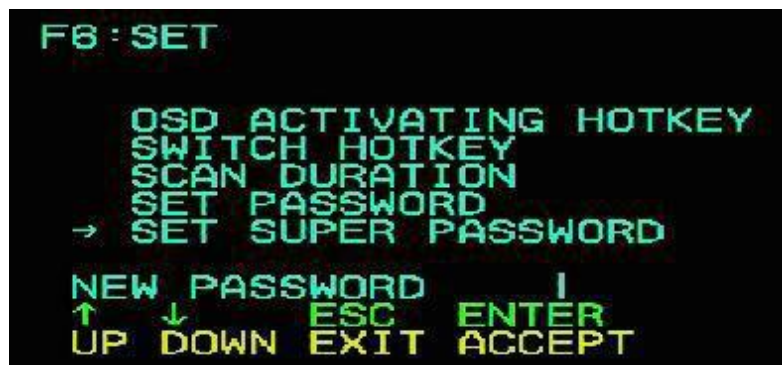 F6:SET
OSD ACTIVATING HOTKEY
SWITCH HOTKEY
SCAN DURATION
SET PASSWORD
→ SET SUPER PASSWORD
NEW PASSWORD |
↑ ↓ ESC ENTER
UP DOWN EXIT ACCEPT